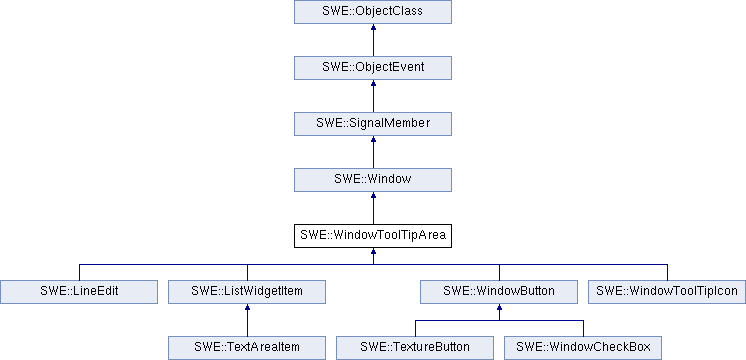 SWE::ObjectClass
SWE::ObjectEvent
SWE::SignalMember
SWE::Window
SWE::WindowToolTipArea
SWE::LineEdit
SWE::ListWidgetItem
SWE::WindowButton
SWE::WindowToolTipIcon
SWE::TextAreaItem
SWE::TextureButton
SWE::WindowCheckBox